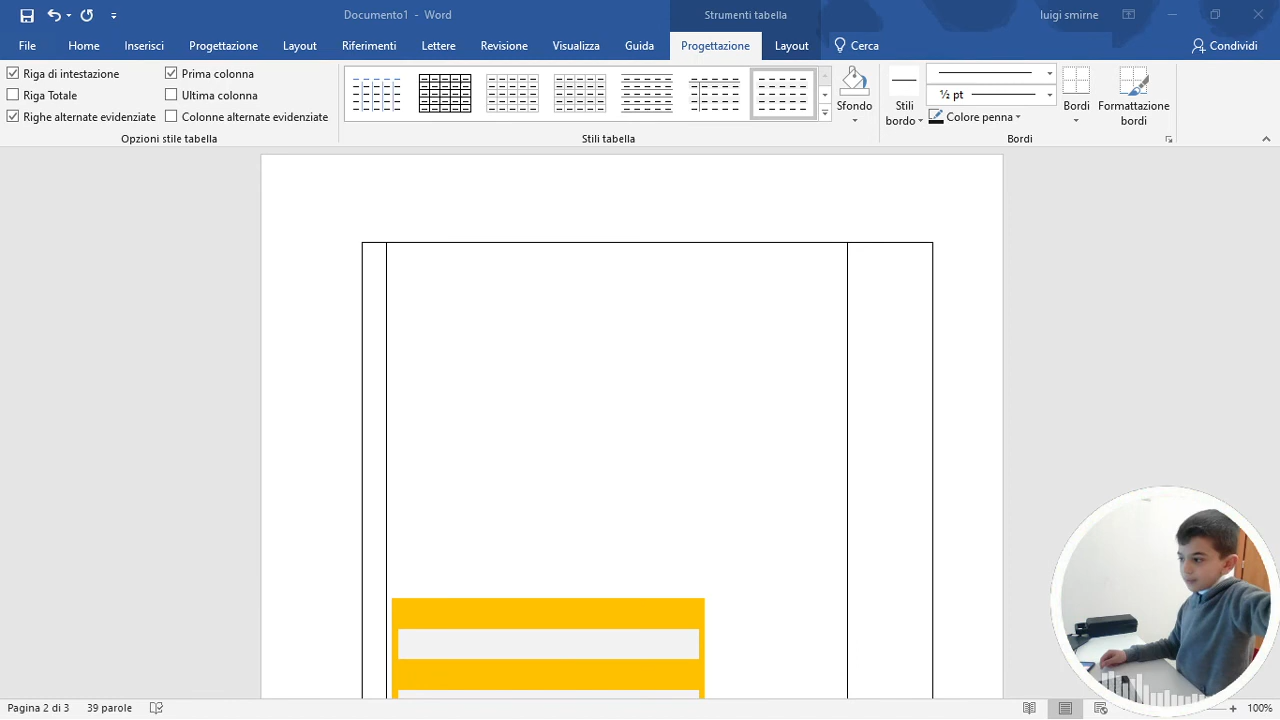 Documento1 - Word
Strumenti tabella
luigi smirne
File
Home
Inserisci
Progettazione
Layout
Riferimenti
Lettere
Revisione
Visualizza
Guida
Progettazione
Layout
Cerca
Condividi
Riga di intestazione
Prima colonna
Riga Totale
Ultima colonna
Righe alternate evidenziate
Colonne alternate evidenziate
Opzioni stile tabella
Stili tabella
Sfondo
Stili
bordo
½ pt
Colore penna
Bordi
Formattazione
bordi
Bordi
Pagina 2 di 3
39 parole
100%